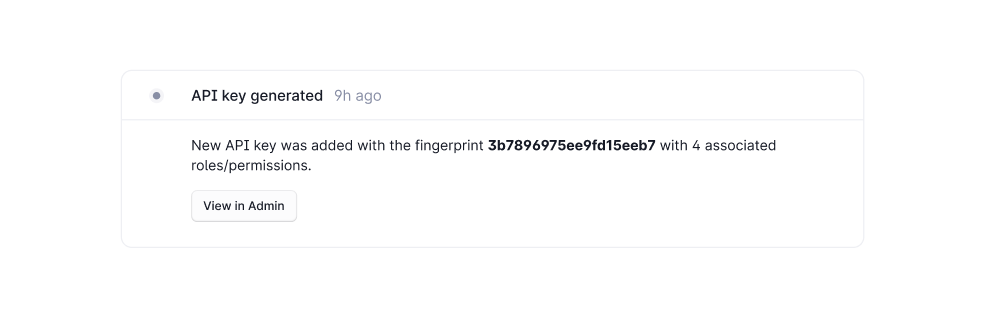 API key generated 9h ago
New API key was added with the fingerprint 3b7896975ee9fd15eeb7 with 4 associated
roles/permissions.
View in Admin